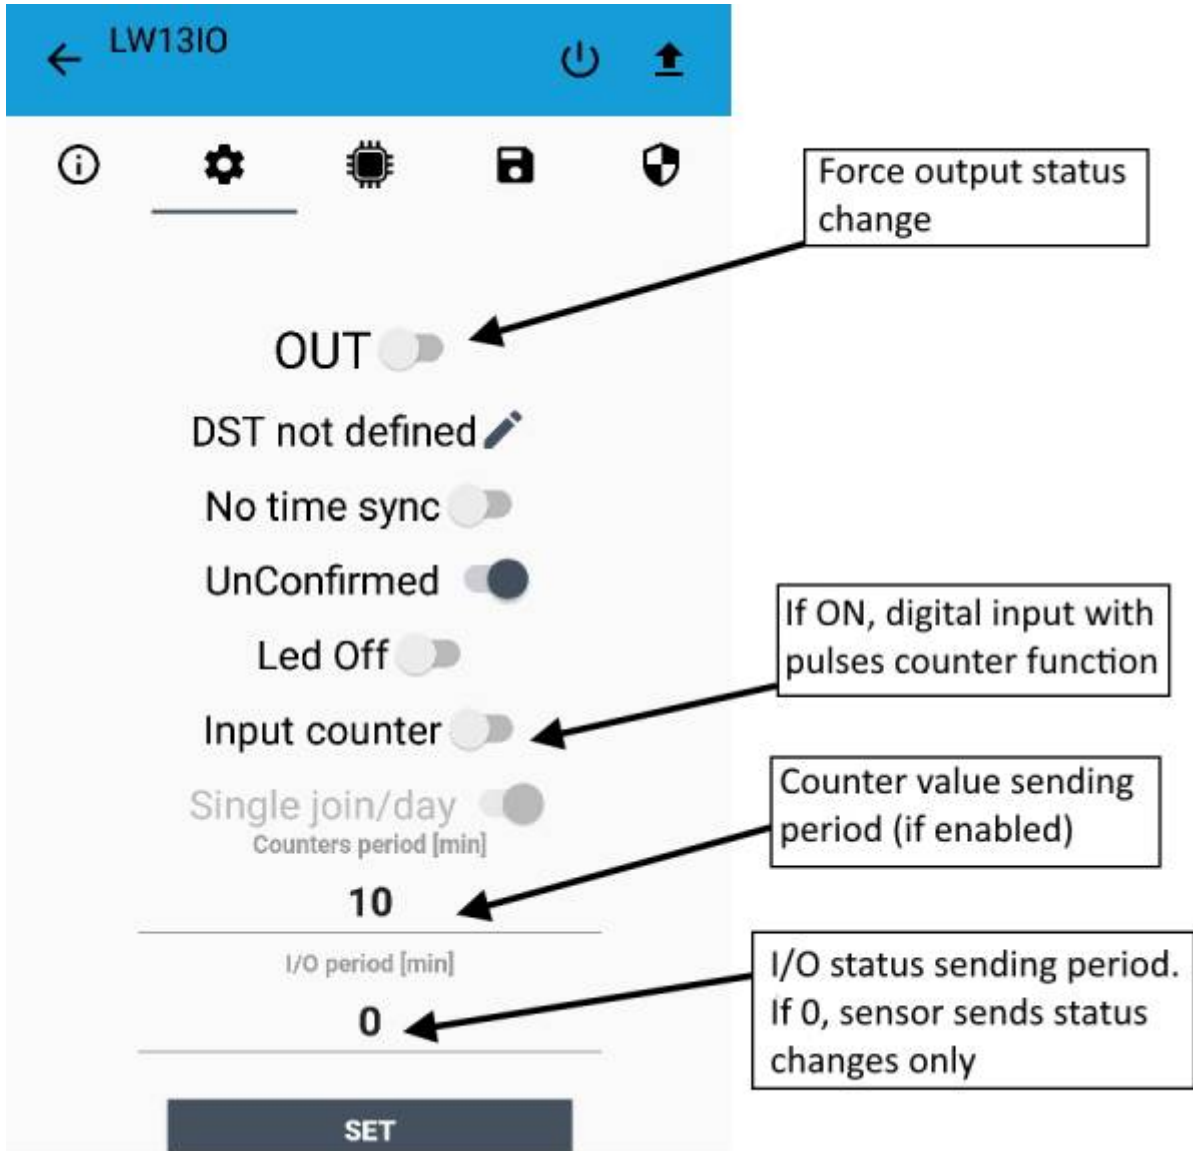 LW13IO
Force output status
change
OUT
DST not defined
No time sync
UnConfirmed
Led Off
If ON, digital input with
pulses counter function
Input counter
Single join/day
Counters period [min]
10
Counter value sending
period (if enabled)
I/O period [min]
0
I/O status sending period.
If 0, sensor sends status
changes only
SET